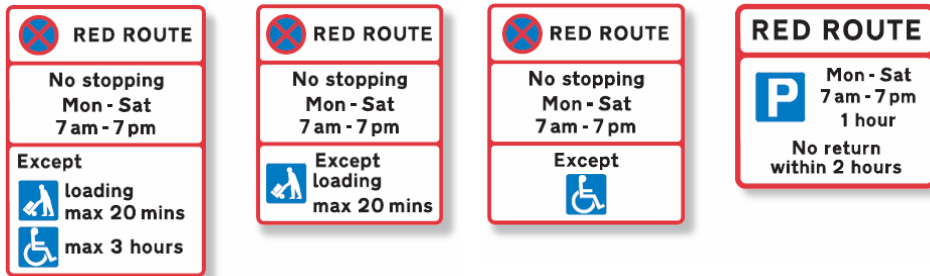 RED ROUTE
No stopping
Mon - Sat
7 am - 7 pm
Except
loading
max 20 mins
max 3 hours
RED ROUTE
No stopping
Mon - Sat
7 am - 7 pm
Except
loading
max 20 mins
RED ROUTE
No stopping
Mon - Sat
7 am - 7 pm
Except
RED ROUTE
P
Mon - Sat
7 am - 7 pm
1 hour
No return
within 2 hours